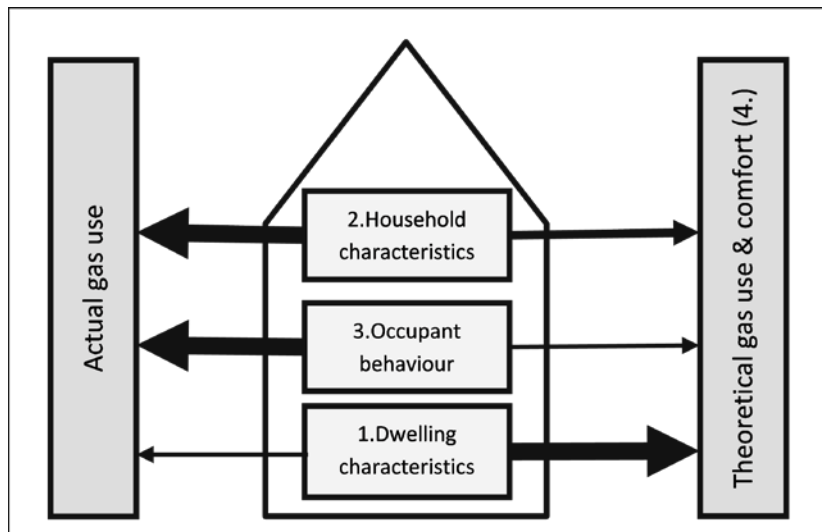 Actual gas use
2.Household
characteristics
3.Occupant
behaviour
1.Dwelling
characteristics
Theoretical gas use & comfort (4.)